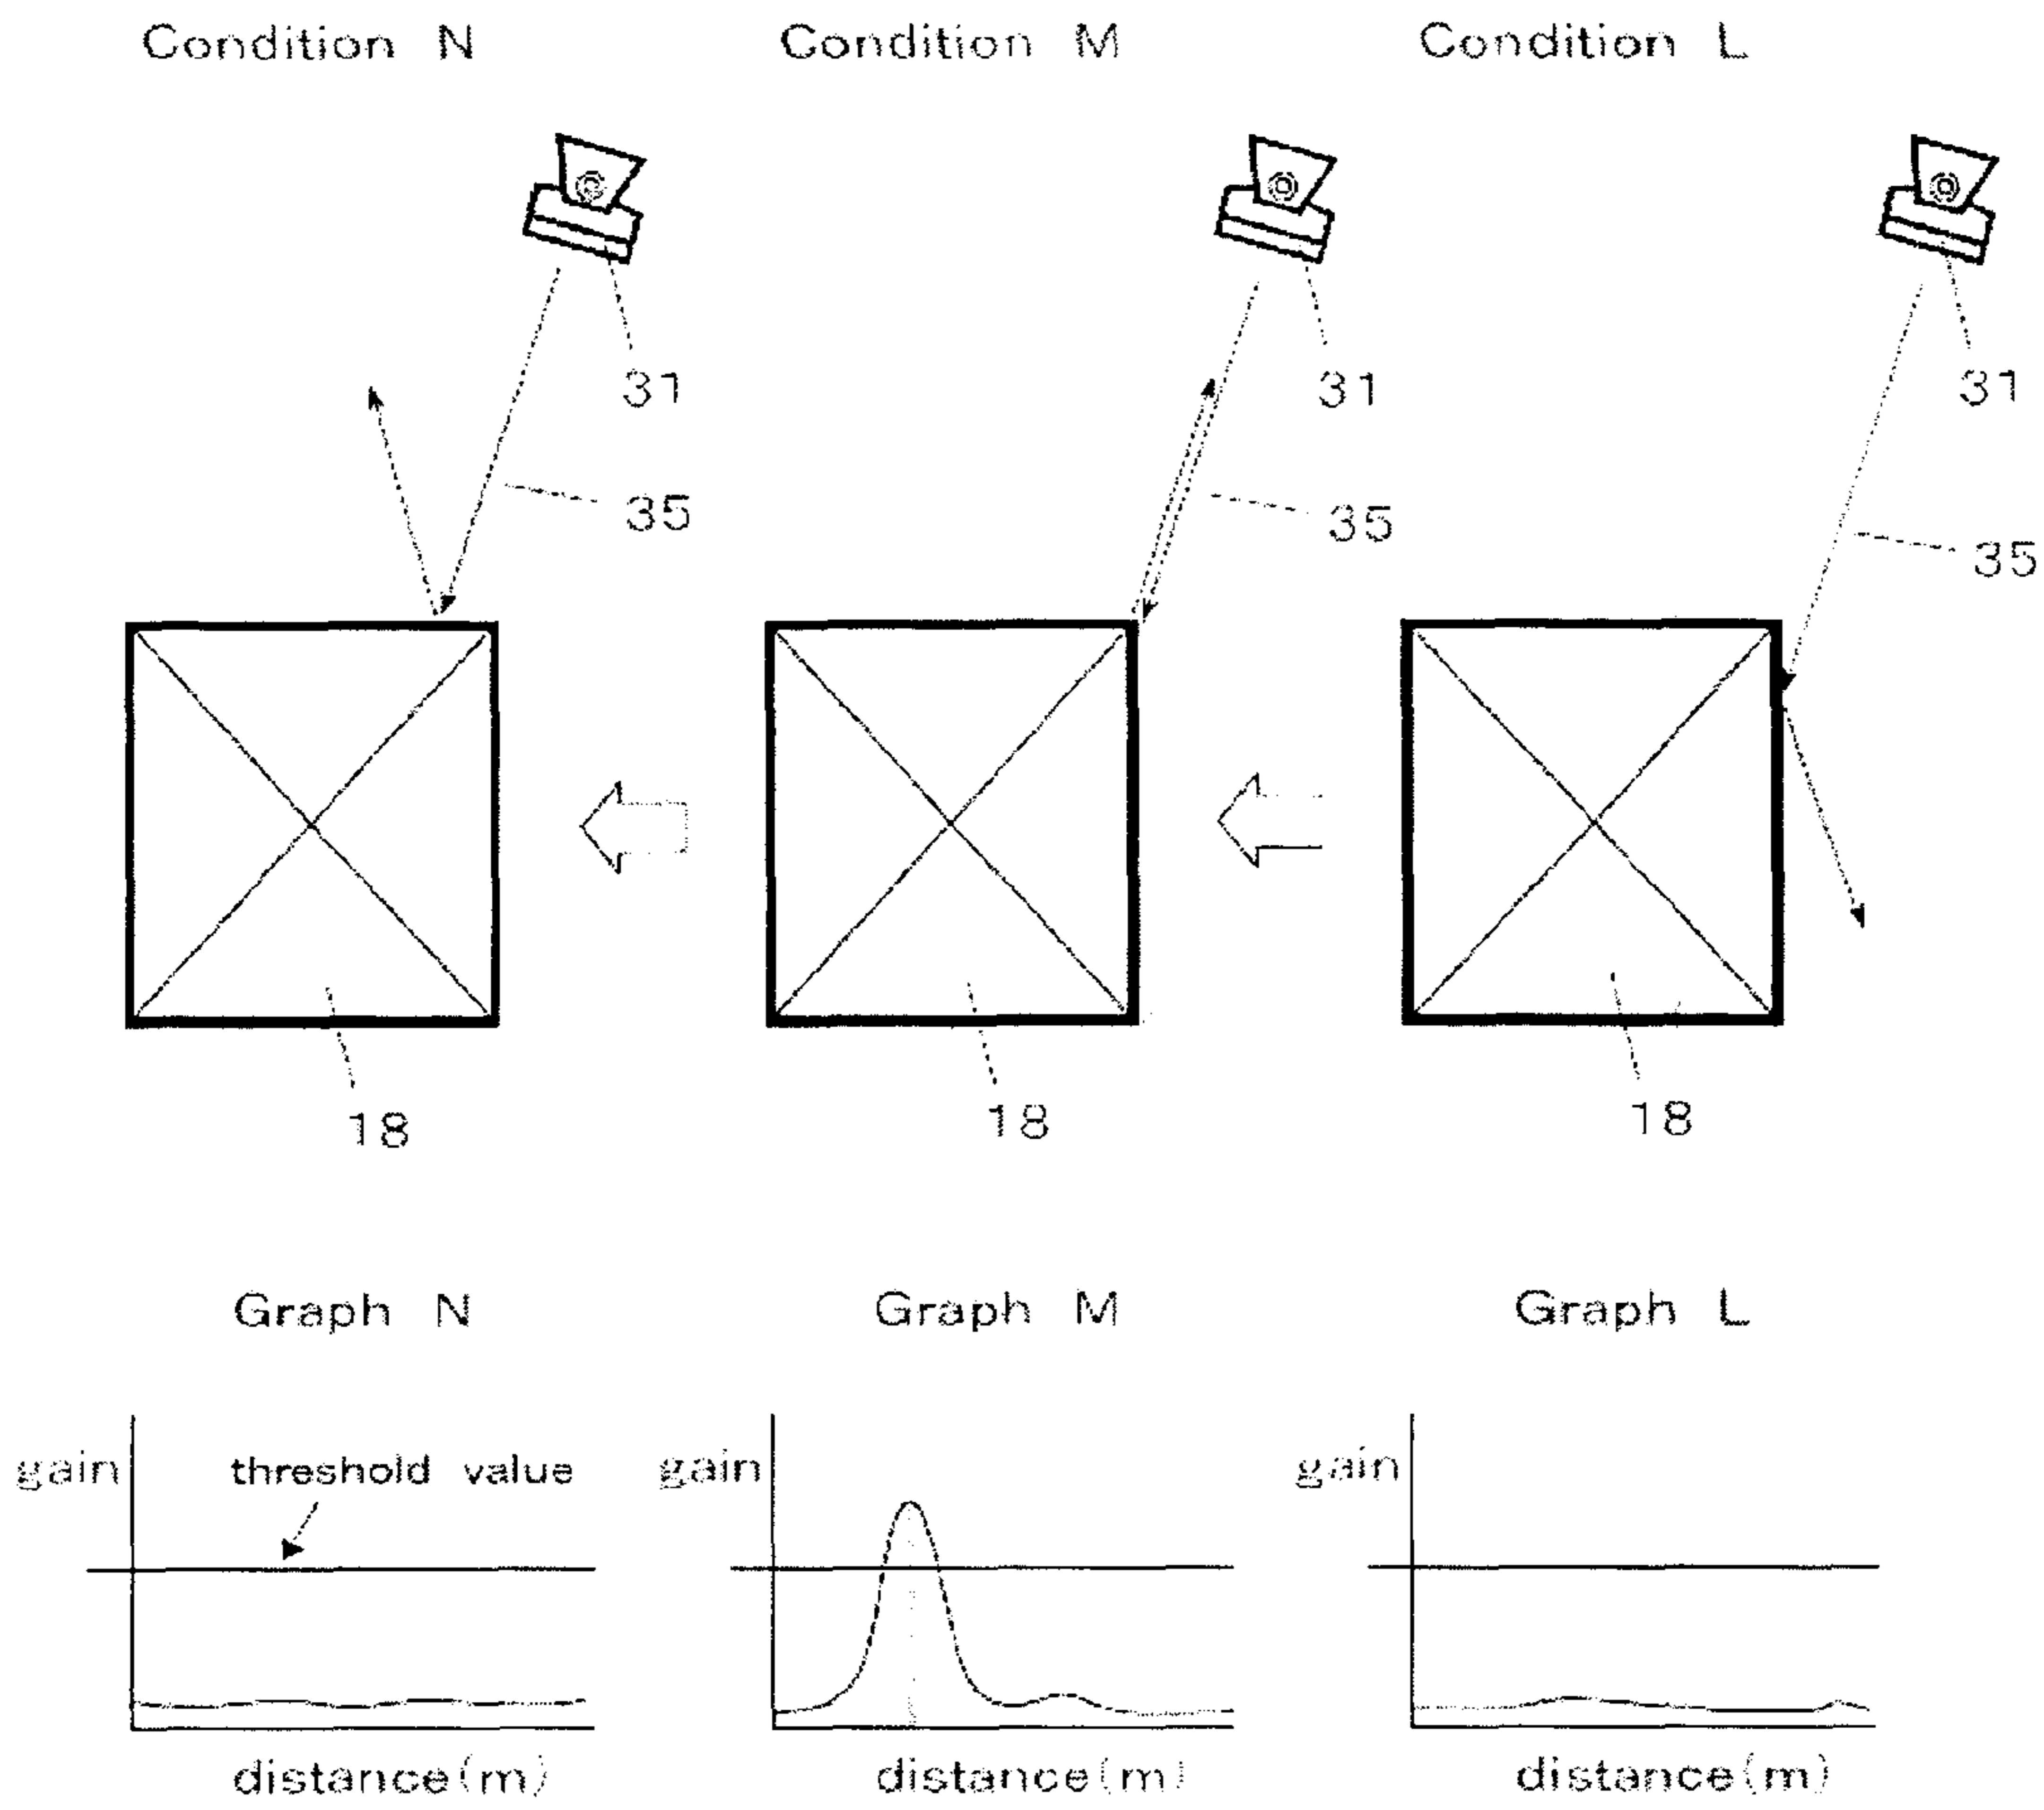 Condition N
Condition M
Condition L
31
31
31
35
35
35
18
18
18
Graph N
Graph M
Graph L
gain
threshold value
gain
gain
distance(m)
distance(m)
distance(m)